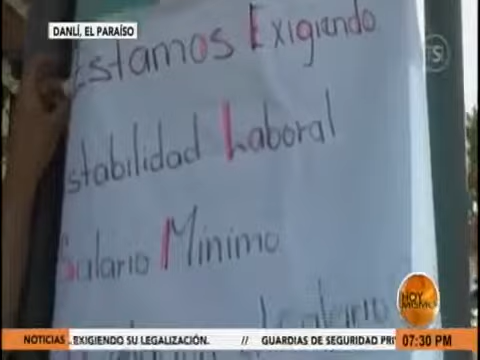 DANLÍ, EL PARAÍSO
Estamos Exigiendo
Estabilidad Laboral
Salario Mínimo
HOY
MISMO
NOTICIAS
.EXIGIENDO SU LEGALIZACIÓN. // GUARDIAS DE SEGURIDAD PR
07:30 PM